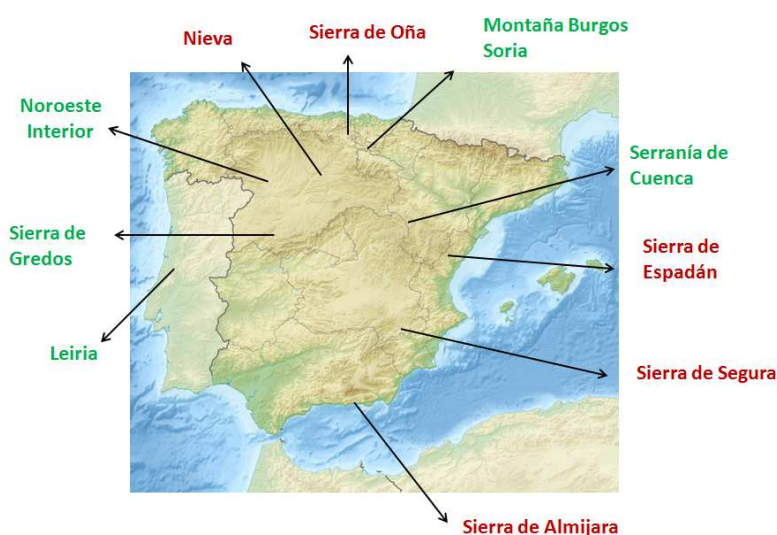 Nieva
Sierra de Oña
Montaña Burgos
Soria
Noroeste
Interior
Serranía de
Cuenca
Sierra de
Gredos
Sierra de
Espadán
Leiria
Sierra de Segura
Sierra de Almijara